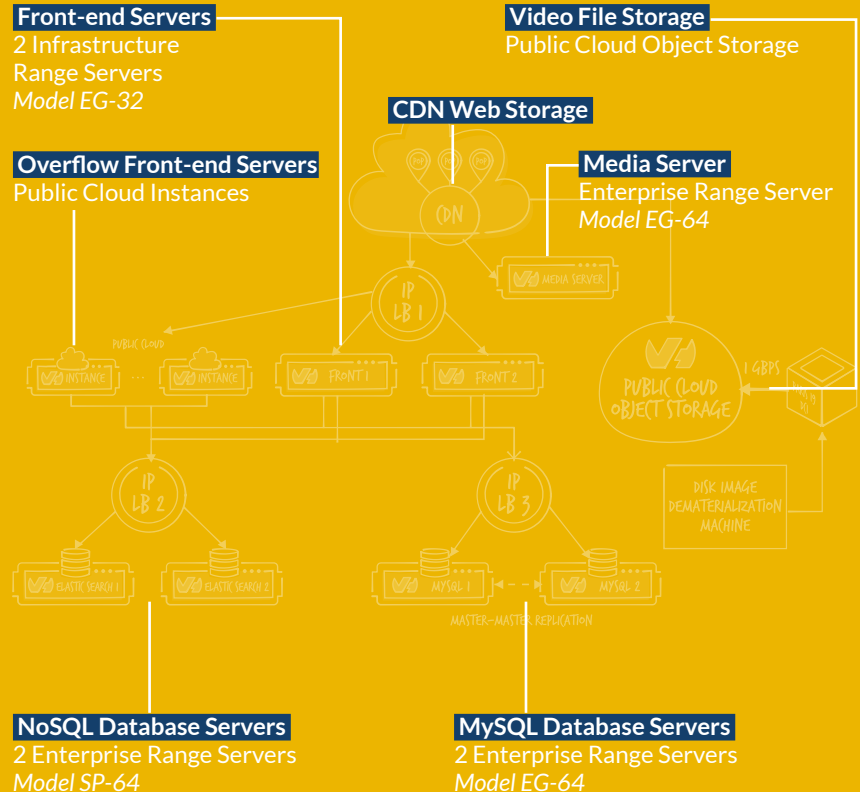 Front-end Servers
2 Infrastructure
Range Servers
Model EG-32
Video File Storage
Public Cloud Object Storage
CDN Web Storage
Overflow Front-end Servers
Public Cloud Instances
Media Server
Enterprise Range Server
Model EG-64
PoP
PoP
PoP
CDN
MEDIA SERVER
IP
LB 1
PUBLIC CLOUD
INSTANCE
...
INSTANCE
FRONT 1
FRONT 2
PUBLIC CLOUD
OBJECT STORAGE
1 GBPS
IP
LB 2
IP
LB 3
DISK IMAGE
DEMATERIALIZATION
MACHINE
ELASTIC SEARCH 1
ELASTIC SEARCH 2
MYSQL 1
MYSQL 2
MASTER-MASTER REPLICATION
NoSQL Database Servers
2 Enterprise Range Servers
Model SP-64
MySQL Database Servers
2 Enterprise Range Servers
Model EG-64